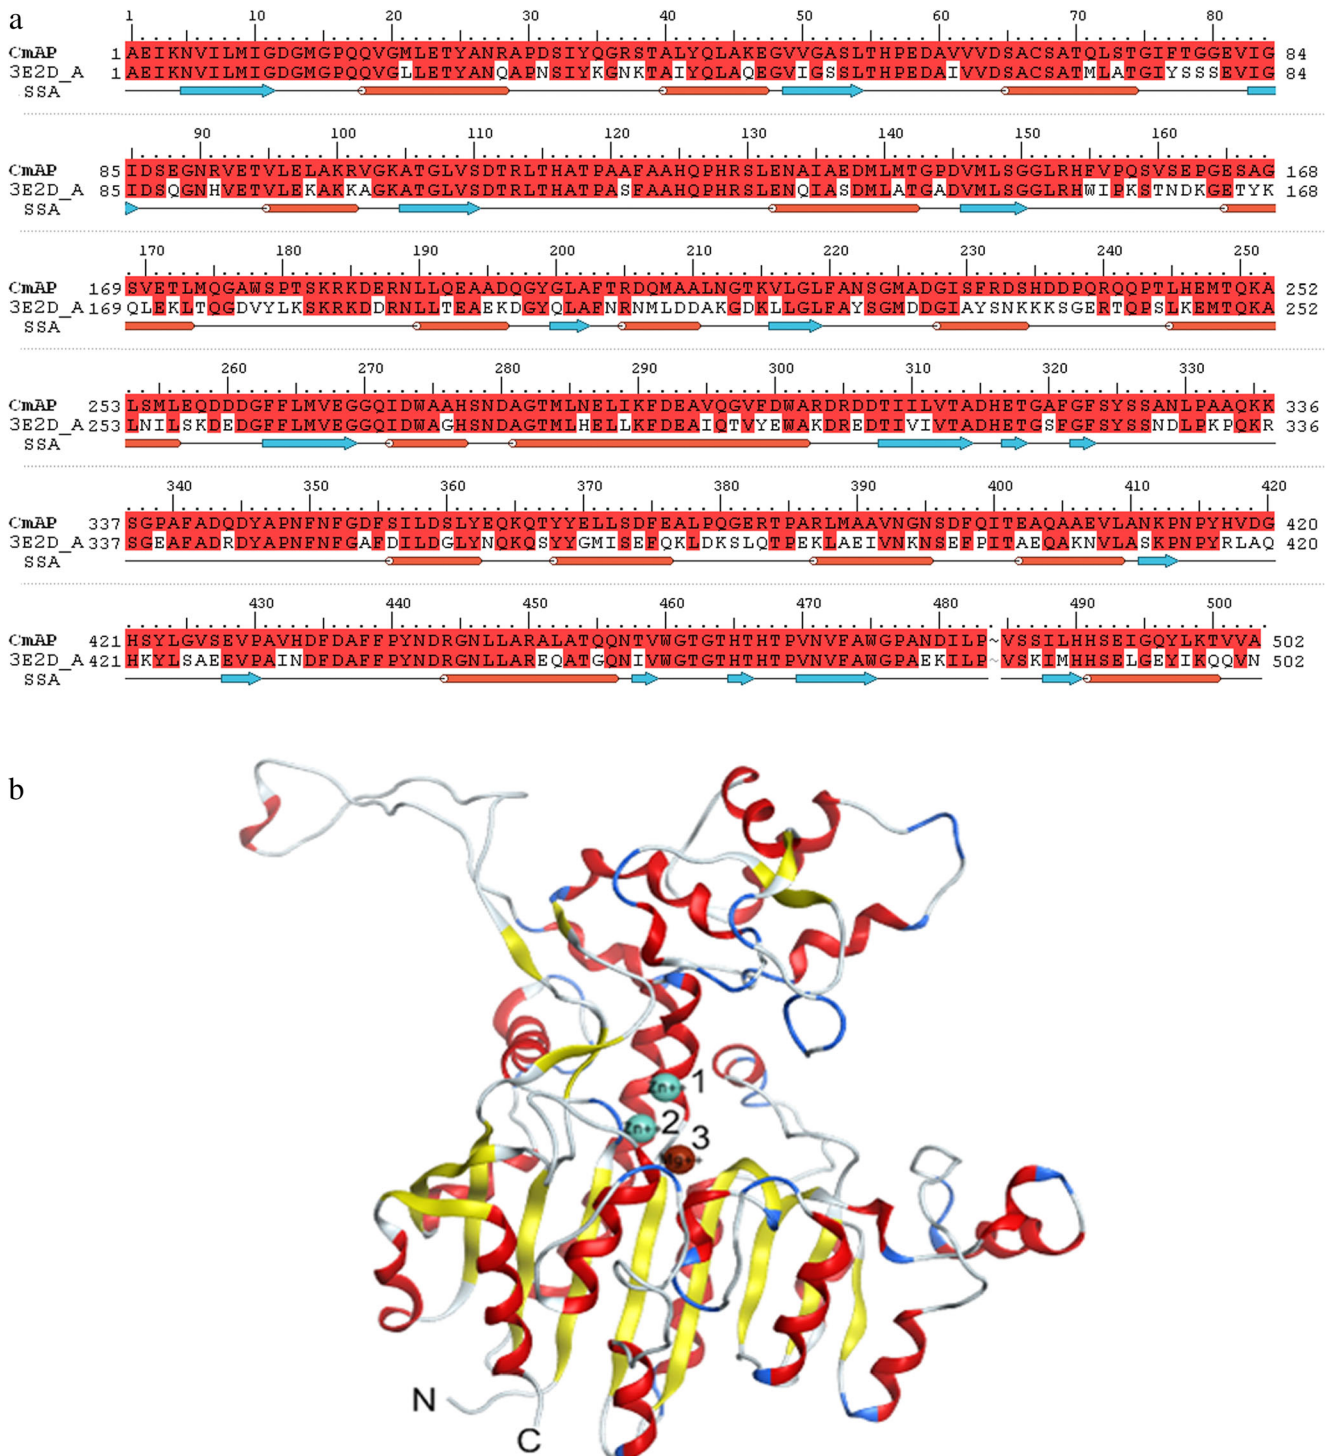 a
1 10 20 30 40 50 60 70 80
CmAP 1 AEIKNVILMIGDGMGPQQVGMLETYANRAPDSIYQGRSTALYQLAKEGVVGASLTHPEDAVVVDSACSATQLSTGIFTGGEVIG 84
3E2D_A 1 AEIKNVILMIGDGMGPQQVGLLETYANQAPNSIYKGNKTAIYQLAQEGVIGSSLTHPEDAIVVDSACSATMLATGIYSSSEVIG 84
SSA
90 100 110 120 130 140 150 160
CmAP 85 IDSEGNRVETVLELAKRVGKATGLVSDTRLTHATPAAFAAHQPHRSLENAIAEDMLMTGPDVMLSGGLRHFVPQSVSEPGESAG 168
3E2D_A 85 IDSQGNHVETVLEKAKKAGKATGLVSDTRLTHATPASFAAHQPHRSLENQIASDMLATGADVMLSGGLRHWIPKSTNDKGETYK 168
SSA
170 180 190 200 210 220 230 240 250
CmAP 169 SVETLMQGAWSPTSKRKDERNLLQEAADQGYGLAFTRDQMAALNGTKVLGLFANSGMADGISFRDSHDDPQRQQPTLHEMTQKA 252
3E2D_A 169 QLEKLTQGDVYLKSKRKDDRNLLTEAEKDGYQLAFNRNMLDDAKGDKLLGLFAYSGMDDGIAYSNKKKSGERTQPSLKEMTQKA 252
SSA
260 270 280 290 300 310 320 330
CmAP 253 LSMLEQDDDGFFLMVEGGQIDWAAHSNDAGTMLNELIKFDEAVQGVFDWARDRDDTIILVTADHETGAFGFSYSSANLPAAQKK 336
3E2D_A 253 LNILSKDEDGFFLMVEGGQIDWAGHSNDAGTMLHELLKFDEAIQTVYEWAKDREDTIVIVTADHETGSFGFSYSSNDLPKPQKR 336
SSA
340 350 360 370 380 390 400 410 420
CmAP 337 SGPAFADQDYAPNFNFGDFSILDSLYEQKQTYYELLSDFEALPQGERTPARLMAAVNGNSDFQITEAQAAEVLANKPNPYHVDG 420
3E2D_A 337 SGEAFADRDYAPNFNFGAFDILDGLYNQKQSYYGMISEFQKLDKSLQTPEKLAEIVNKNSEFPITAEQAKNVLASKPNPYRLAQ 420
SSA
430 440 450 460 470 480 490 500
CmAP 421 HSYLGVSEVPAVHDFDAFFPYNDRGNLLARALATQQNTVWGTGTHTHTPVNVFAWGPANDILP~VSSILHHSEIGQYLKTVVA 502
3E2D_A 421 HKYLSAEEVPAINDFDAFFPYNDRGNLLAREQATGQNIVWGTGTHTHTPVNVFAWGPAEKILP~VSKIMHHSELGEYIKQQVN 502
SSA
b
Zn++ 1
Zn++ 2
Mg++ 3
N
C